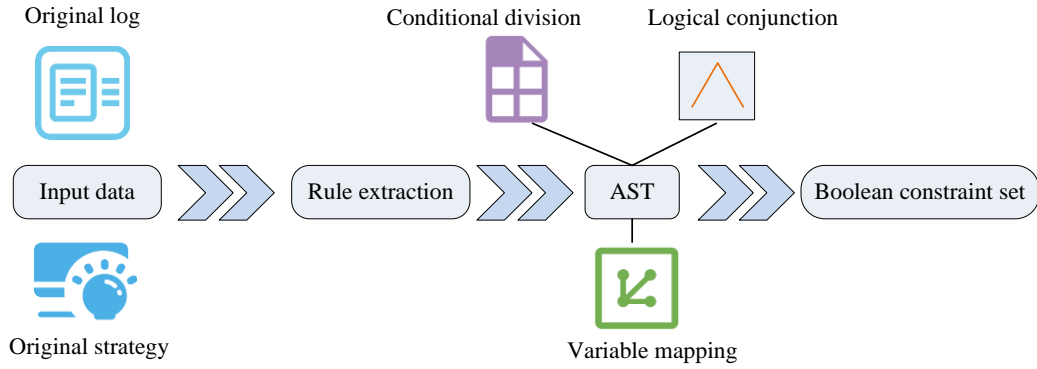 Original log
Conditional division
Logical conjunction
Input data
Rule extraction
AST
Boolean constraint set
Original strategy
Variable mapping